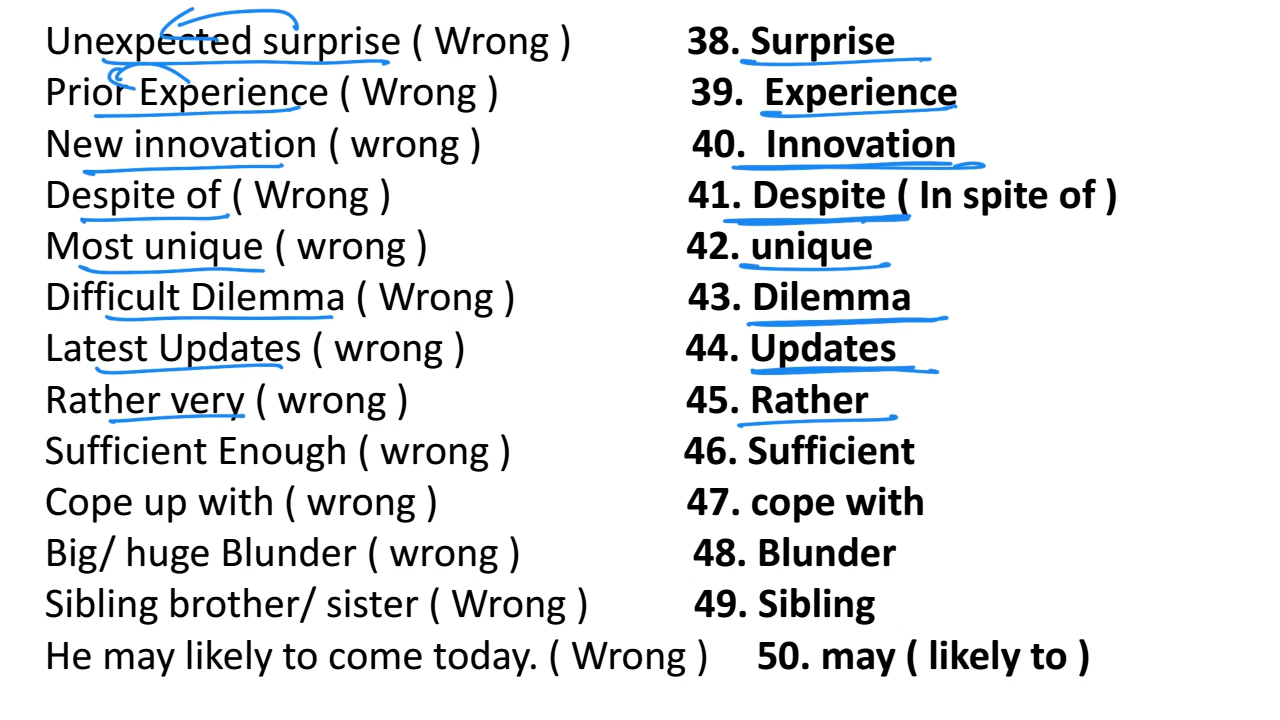 Unexpected surprise ( Wrong ) 38. Surprise
Prior Experience ( Wrong ) 39. Experience
New innovation ( wrong ) 40. Innovation
Despite of ( Wrong ) 41. Despite ( In spite of )
Most unique ( wrong ) 42. unique
Difficult Dilemma ( Wrong ) 43. Dilemma
Latest Updates ( wrong ) 44. Updates
Rather very ( wrong ) 45. Rather
Sufficient Enough ( wrong ) 46. Sufficient
Cope up with ( wrong ) 47. cope with
Big/ huge Blunder ( wrong ) 48. Blunder
Sibling brother/ sister ( Wrong ) 49. Sibling
He may likely to come today. ( Wrong ) 50. may ( likely to )